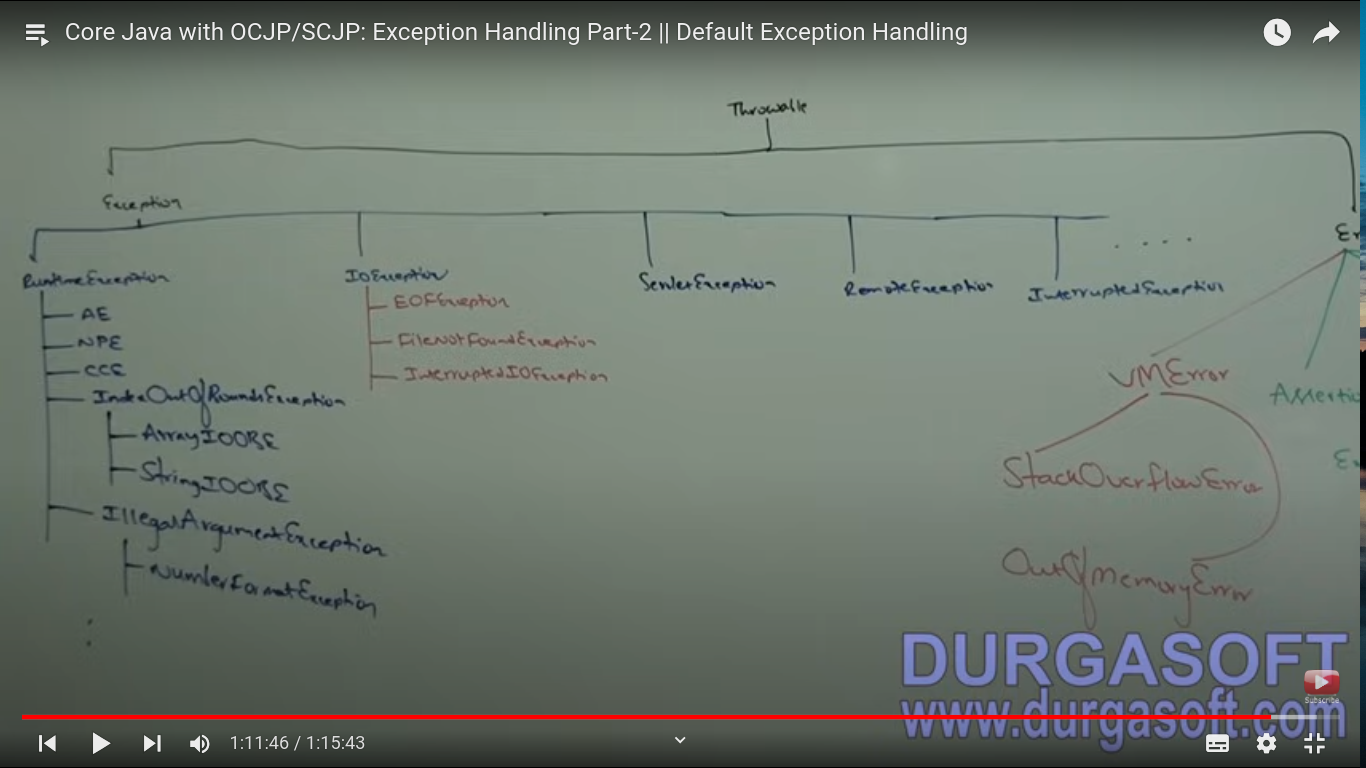 Core Java with OCJP/SCJP: Exception Handling Part-2 || Default Exception Handling
Throwable
Exception
Er
RuntimeException
IOException
ServletException
RemoteException
InterruptedException
. . . .
AE
NPE
CCE
IndexOutOfBoundsException
ArrayIOOBE
StringIOOBE
IllegalArgumentException
NumberFormatException
EOFException
FileNotFoundException
InterruptedIOException
VMError
Assertio
StackOverflowError
Er
OutOfMemoryError
DURGASOFT
www.durgasoft.com
Subscribe
1:11:46 / 1:15:43